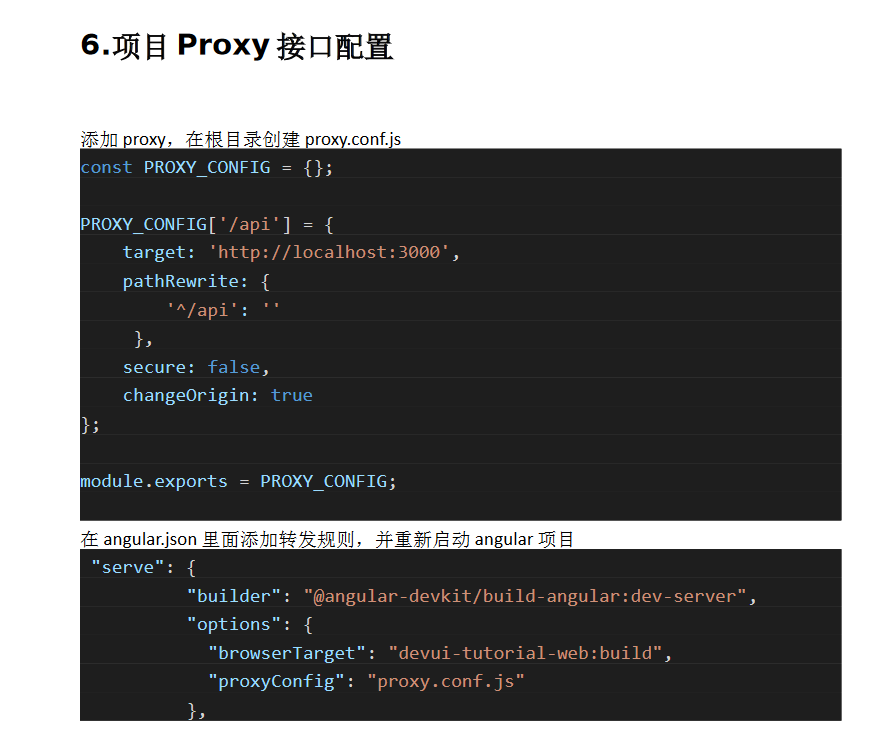 6.项目 Proxy 接口配置
添加 proxy，在根目录创建 proxy.conf.js
const PROXY_CONFIG = {};
PROXY_CONFIG['/api'] = {
    target: 'http://localhost:3000',
    pathRewrite: {
        '^/api': ''
     },
    secure: false,
    changeOrigin: true
};
module.exports = PROXY_CONFIG;
在 angular.json 里面添加转发规则，并重新启动 angular 项目
 "serve": {
          "builder": "@angular-devkit/build-angular:dev-server",
          "options": {
            "browserTarget": "devui-tutorial-web:build",
            "proxyConfig": "proxy.conf.js"
          },